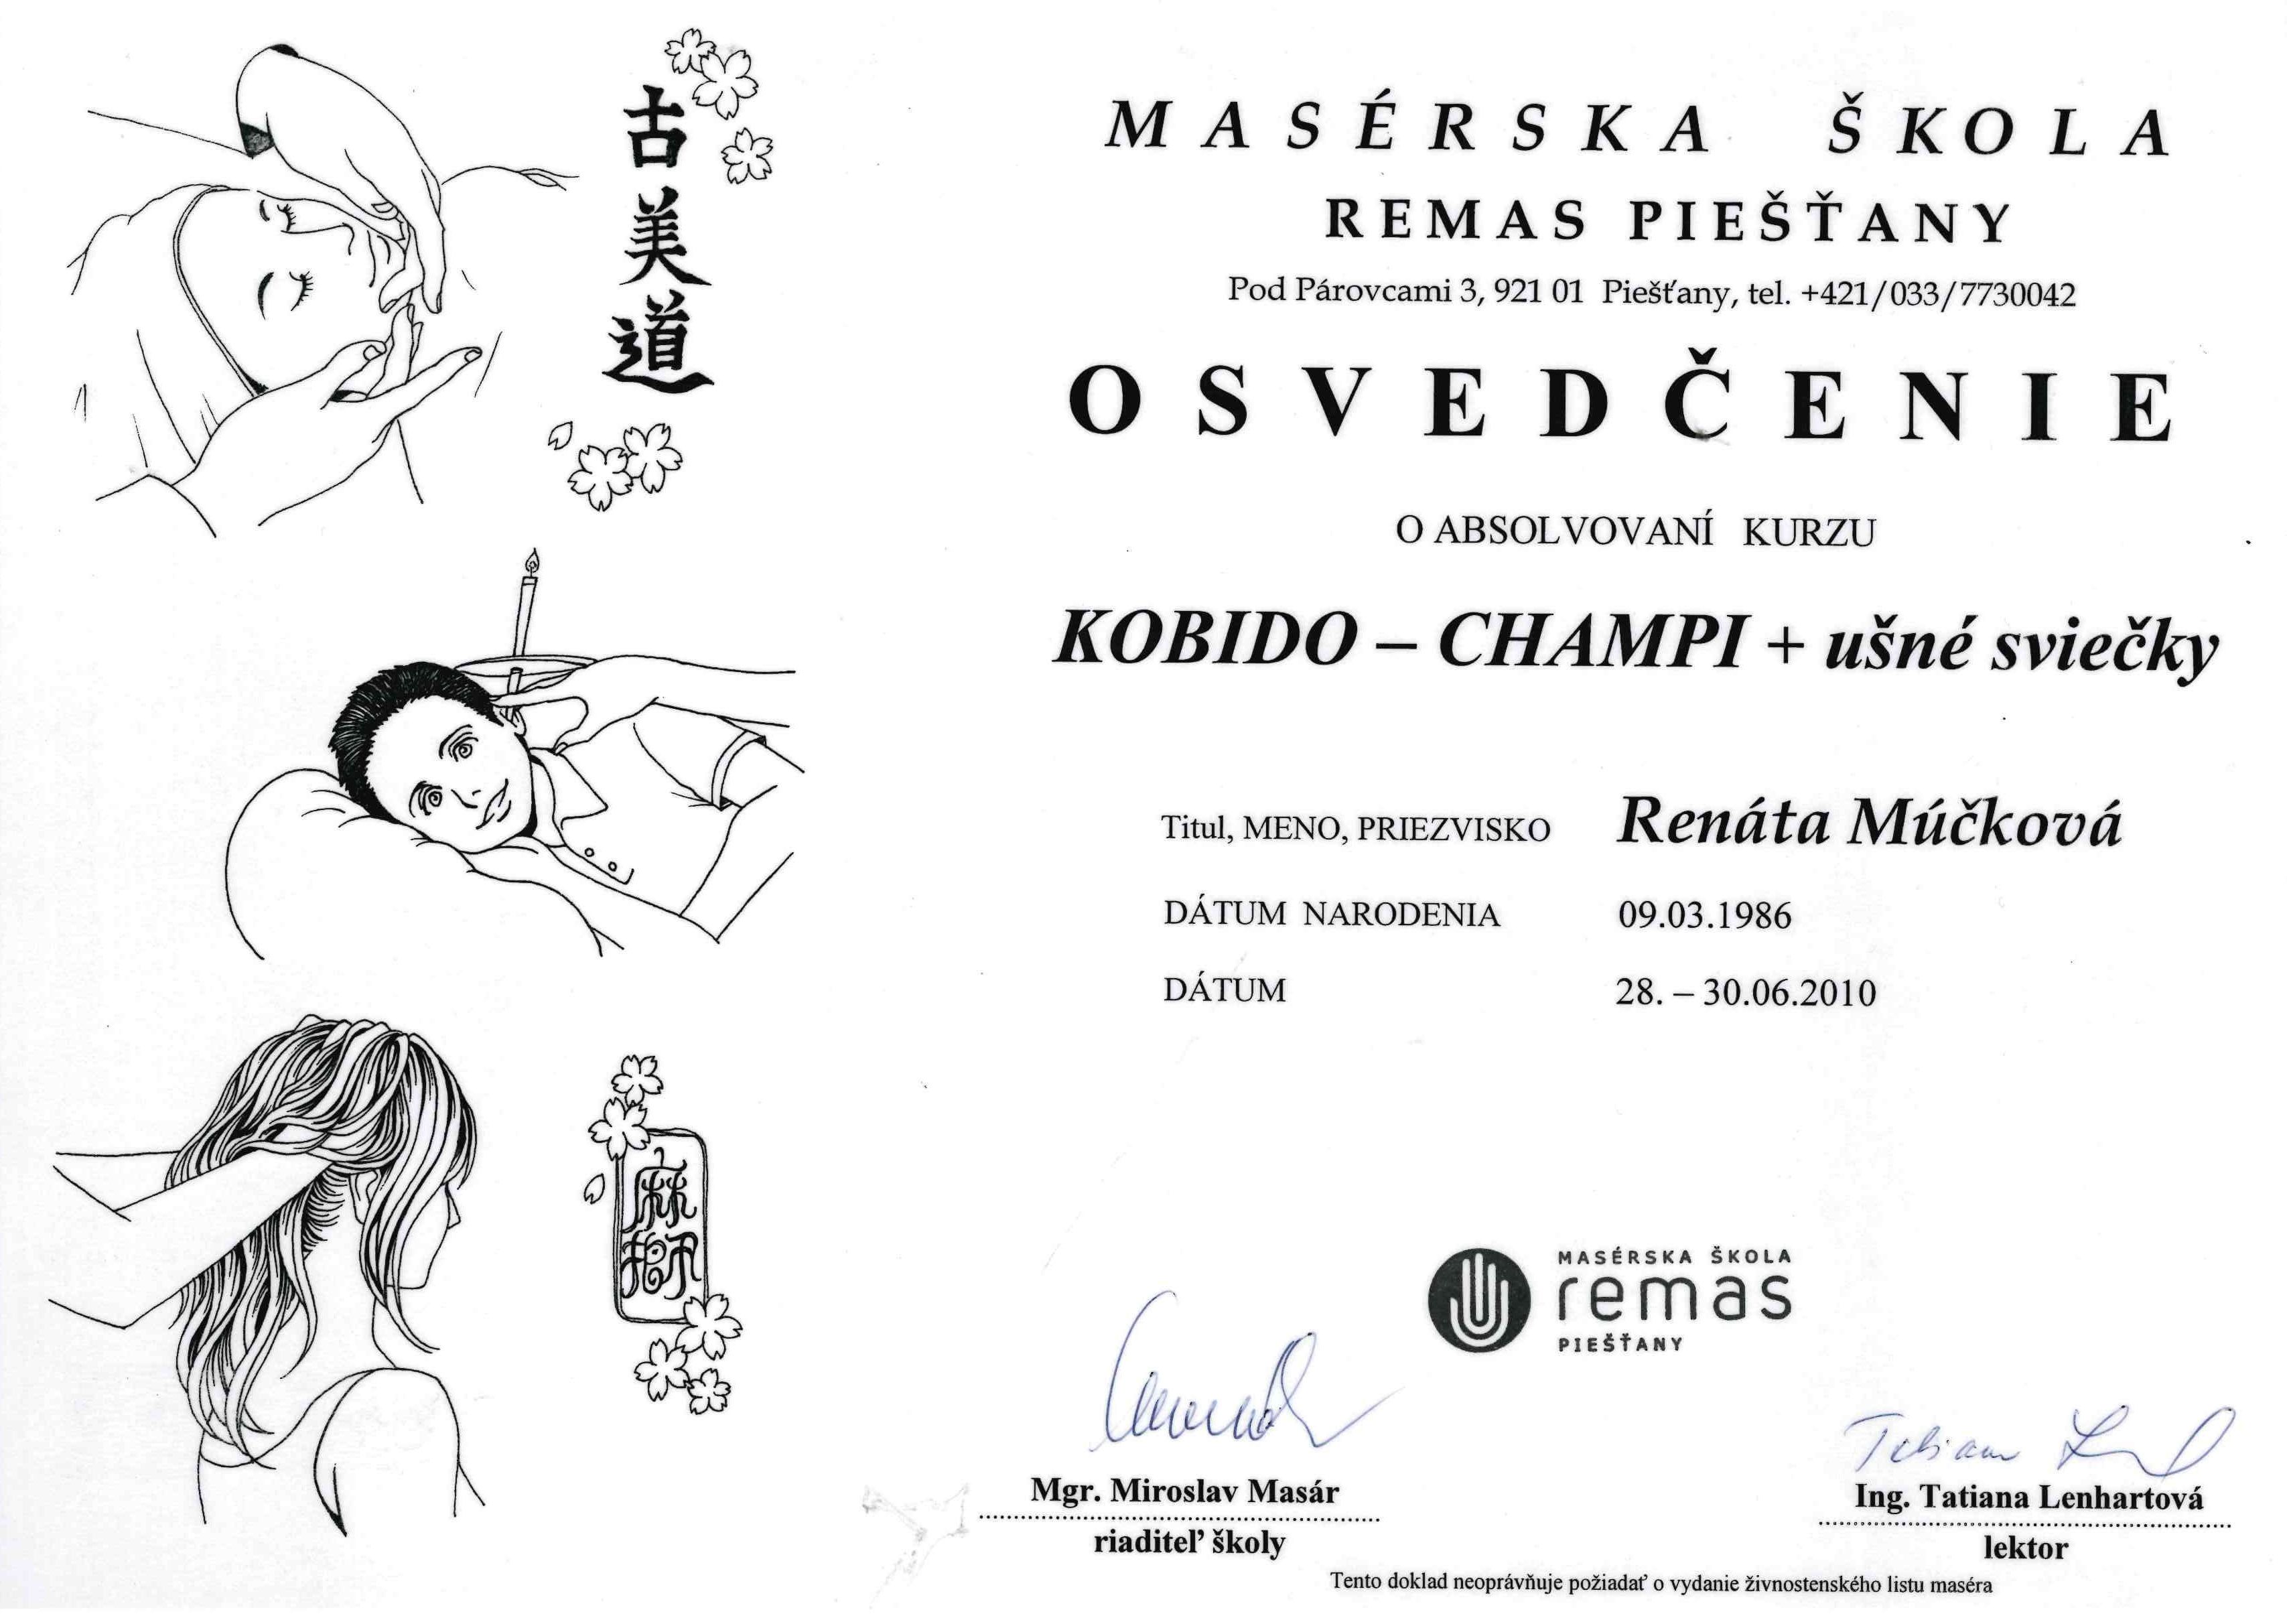 古美道
MASÉRSKA ŠKOLA
REMAS PIEŠŤANY
Pod Párovcami 3, 921 01 Piešťany, tel. +421/033/7730042
OSVEDČENIE
O ABSOLVOVANÍ KURZU
KOBIDO – CHAMPI + ušné sviečky
Titul, MENO, PRIEZVISKO Renáta Múčková
DÁTUM NARODENIA 09.03.1986
DÁTUM 28. – 30.06.2010
MASÉRSKA ŠKOLA
remas
PIEŠŤANY
Mgr. Miroslav Masár
riaditeľ školy
Tatiana
Ing. Tatiana Lenhartová
lektor
Tento doklad neoprávňuje požiadať o vydanie živnostenského listu maséra